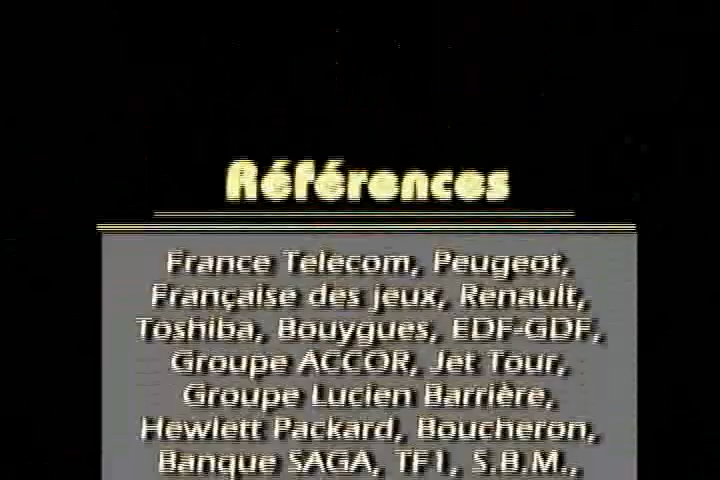 Références
France Telecom, Peugeot,
Française des jeux, Renault,
Toshiba, Bouygues, EDF-GDF,
Groupe ACCOR, Jet Tour,
Groupe Lucien Barrière,
Hewlett Packard, Boucheron,
Banque SAGA, TF1, S.B.M.,